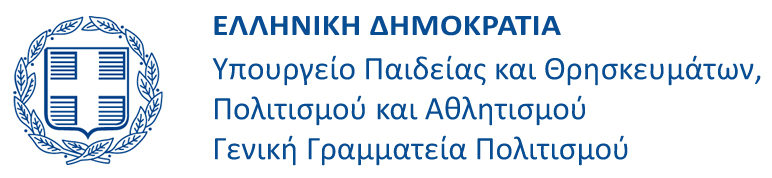 ΕΛΛΗΝΙΚΗ ΔΗΜΟΚΡΑΤΙΑ
Υπουργείο Παιδείας και Θρησκευμάτων,
Πολιτισμού και Αθλητισμού
Γενική Γραμματεία Πολιτισμού